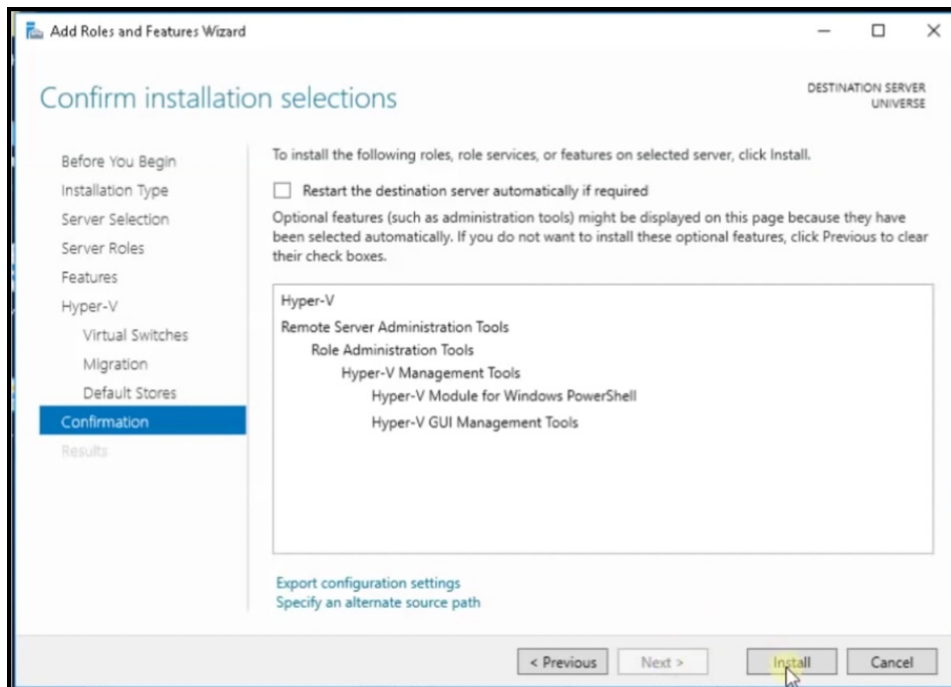 Add Roles and Features Wizard
Confirm installation selections
DESTINATION SERVER
UNIVERSE
Before You Begin
Installation Type
Server Selection
Server Roles
Features
Hyper-V
Virtual Switches
Migration
Default Stores
Confirmation
Results
To install the following roles, role services, or features on selected server, click Install.
Restart the destination server automatically if required
Optional features (such as administration tools) might be displayed on this page because they have
been selected automatically. If you do not want to install these optional features, click Previous to clear
their check boxes.
Hyper-V
Remote Server Administration Tools
Role Administration Tools
Hyper-V Management Tools
Hyper-V Module for Windows PowerShell
Hyper-V GUI Management Tools
Export configuration settings
Specify an alternate source path
< Previous
Next >
Install
Cancel